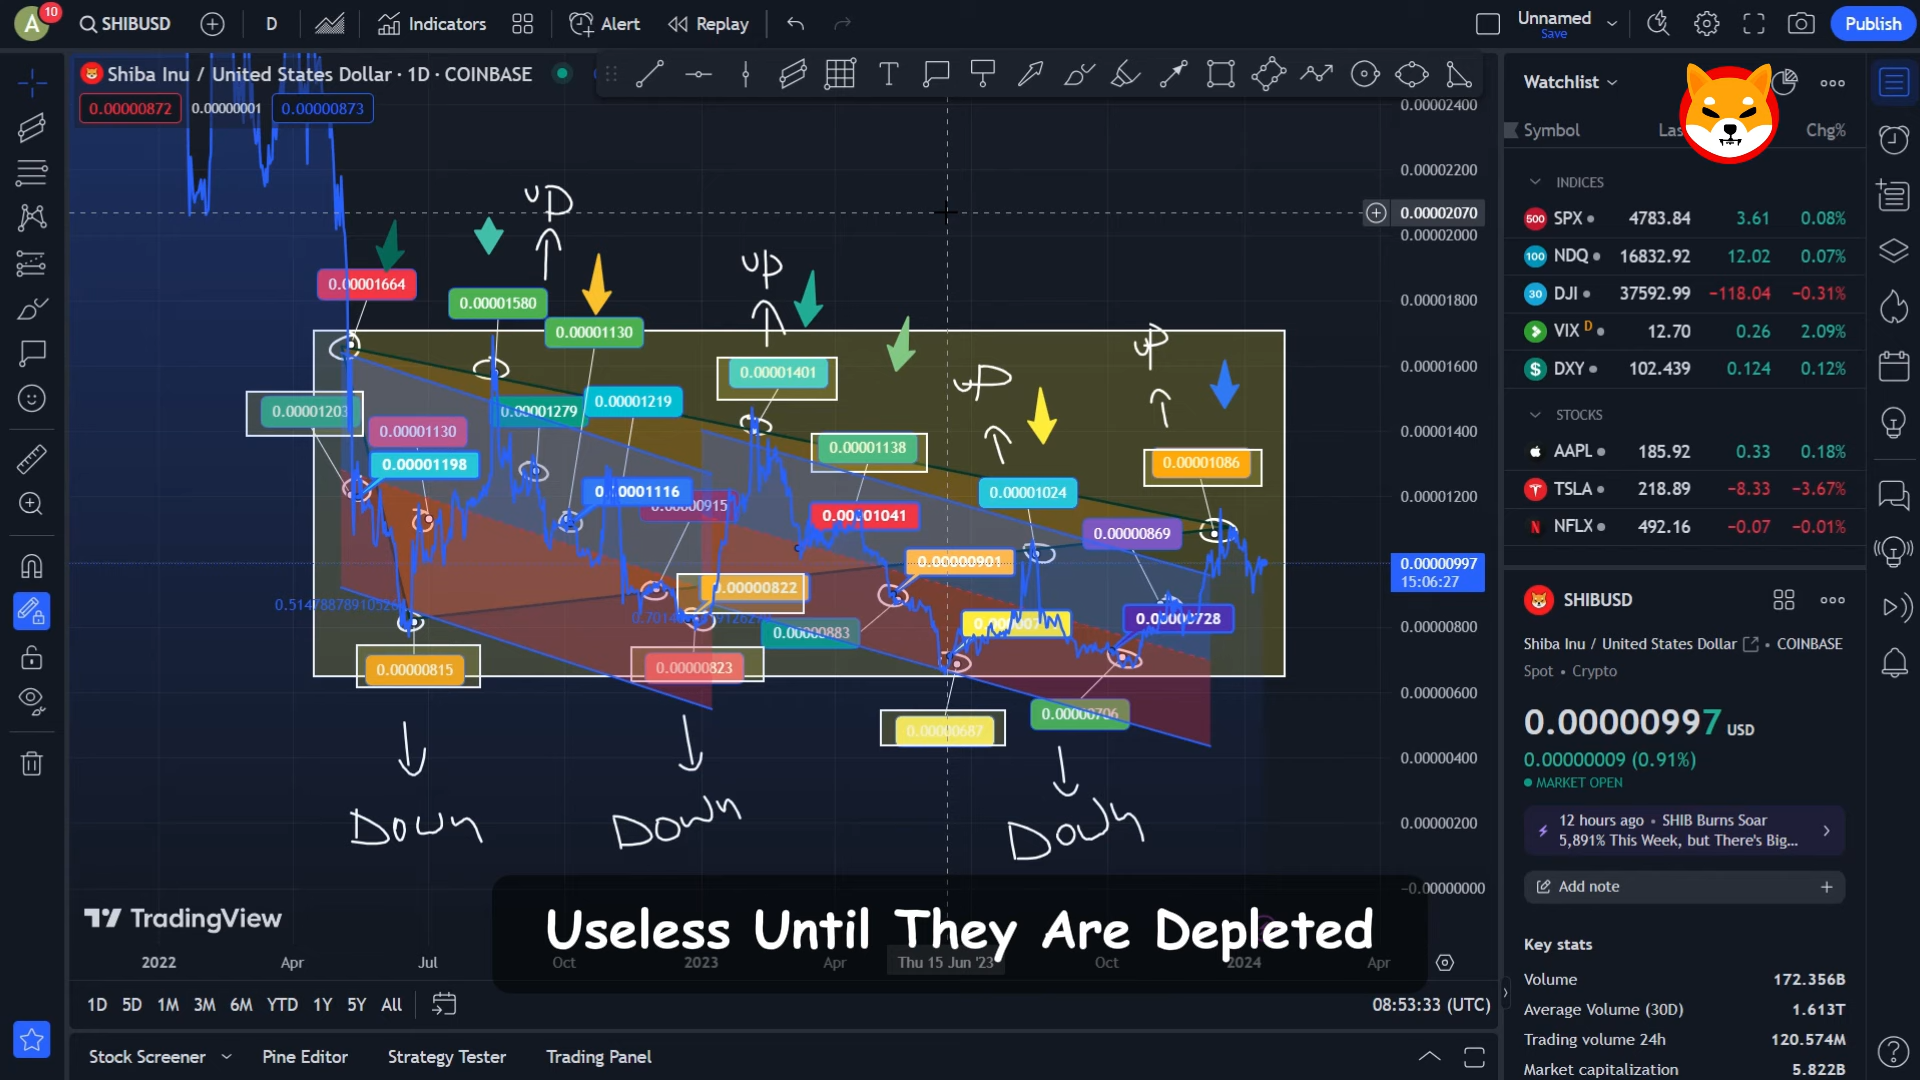 A
10
SHIBUSD
D
Indicators
Alert
Replay
Unnamed
Save
Publish
Shiba Inu / United States Dollar · 1D · COINBASE
0.00000872
0.00000001
0.00000873
T
Watchlist
Symbol
Chg%
INDICES
500 SPX 4783.84 3.61 0.08%
100 NDQ 16832.92 12.02 0.07%
30 DJI 37592.99 −118.04 −0.31%
VIX D 12.70 0.26 2.09%
$ DXY 102.439 0.124 0.12%
STOCKS
AAPL 185.92 0.33 0.18%
TSLA 218.89 −8.33 −3.67%
N NFLX 492.16 −0.07 −0.01%
SHIBUSD
Shiba Inu / United States Dollar • COINBASE
Spot • Crypto
0.00000997 USD
0.00000009 (0.91%)
MARKET OPEN
12 hours ago • SHIB Burns Soar
5,891% This Week, but There's Big...
Add note
Key stats
Volume 172.356B
Average Volume (30D) 1.613T
Trading volume 24h 120.574M
Market capitalization 5.822B
0.00002400
0.00002200
0.00002070
0.00002000
0.00001800
0.00001600
0.00001400
0.00001200
0.00000997
15:06:27
0.00000800
0.00000600
0.00000400
0.00000200
−0.00000000
UP
UP
UP
UP
0.00001664
0.00001580
0.00001130
0.00001401
0.00001203
0.00001130
0.00001279
0.00001219
0.00001138
0.00001086
0.00001198
0.00001116
0.00000915
0.00001041
0.00001024
0.00000869
0.00000901
0.00000822
0.00000728
0.00000883
0.00000815
0.00000823
0.00000687
0.00000706
Down
Down
Down
TradingView
Useless Until They Are Depleted
2022
Apr
Jul
Oct
2023
Apr
Thu 15 Jun '23
Oct
2024
Apr
1D 5D 1M 3M 6M YTD 1Y 5Y All
08:53:33 (UTC)
Stock Screener
Pine Editor
Strategy Tester
Trading Panel